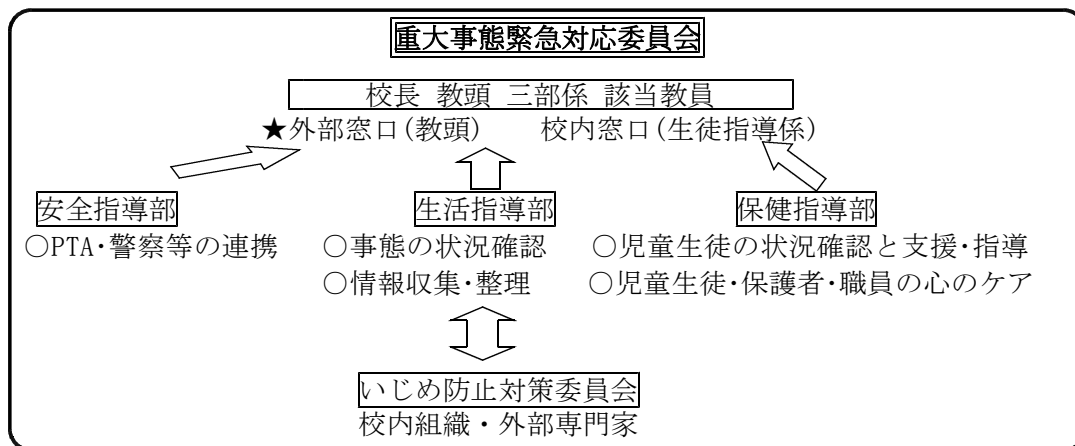 重大事態緊急対応委員会
校長 教頭 三部係 該当教員
★外部窓口(教頭) 校内窓口(生徒指導係)
安全指導部
○PTA・警察等の連携
生活指導部
○事態の状況確認
○情報収集・整理
保健指導部
○児童生徒の状況確認と支援・指導
○児童生徒・保護者・職員の心のケア
いじめ防止対策委員会
校内組織・外部専門家